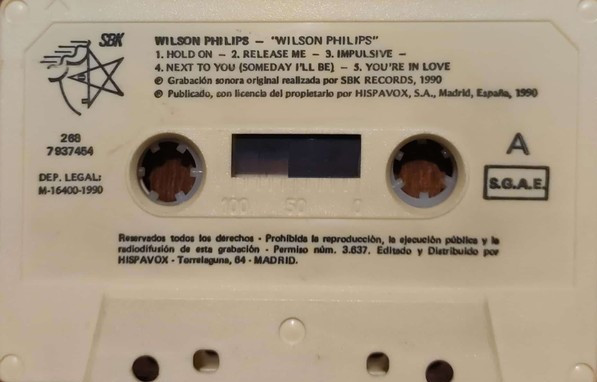 SBK
WILSON PHILIPS — "WILSON PHILIPS"
1. HOLD ON — 2. RELEASE ME — 3. IMPULSIVE —
4. NEXT TO YOU (SOMEDAY I'LL BE) — 5. YOU'RE IN LOVE
℗ Grabación sonora original realizada por SBK RECORDS, 1990
© Publicado, con licencia del propietario por HISPAVOX, S.A., Madrid, España, 1990
268
7937454
A
DEP. LEGAL:
M-16400-1990
S.G.A.E.
100 50 0
Reservados todos los derechos · Prohibida la reproducción, la ejecución pública y la
radiodifusión de esta grabación · Permiso núm. 3.637. Editado y Distribuido por
HISPAVOX · Torrelaguna, 64 · MADRID.